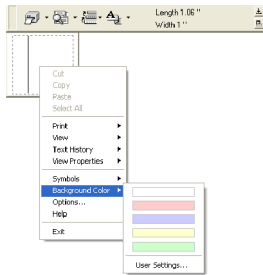 Length 1.06 "
Width 1 "
Cut
Copy
Paste
Select All
Print
View
Text History
View Properties
Symbols
Background Color
Options...
Help
Exit
User Settings...